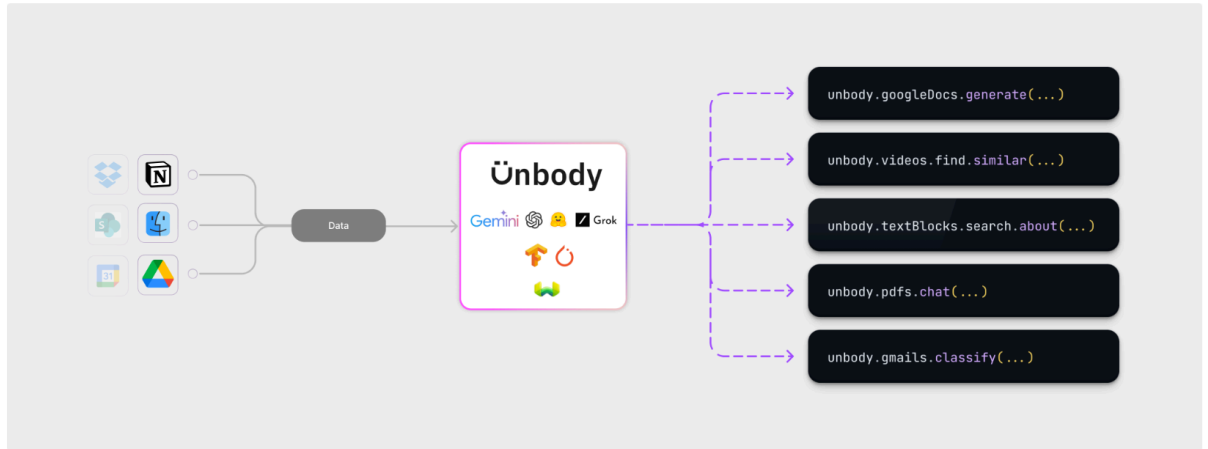 N
31
Data
Ünbody
Gemini
Grok
unbody.googleDocs.generate(...)
unbody.videos.find.similar(...)
unbody.textBlocks.search.about(...)
unbody.pdfs.chat(...)
unbody.gmails.classify(...)